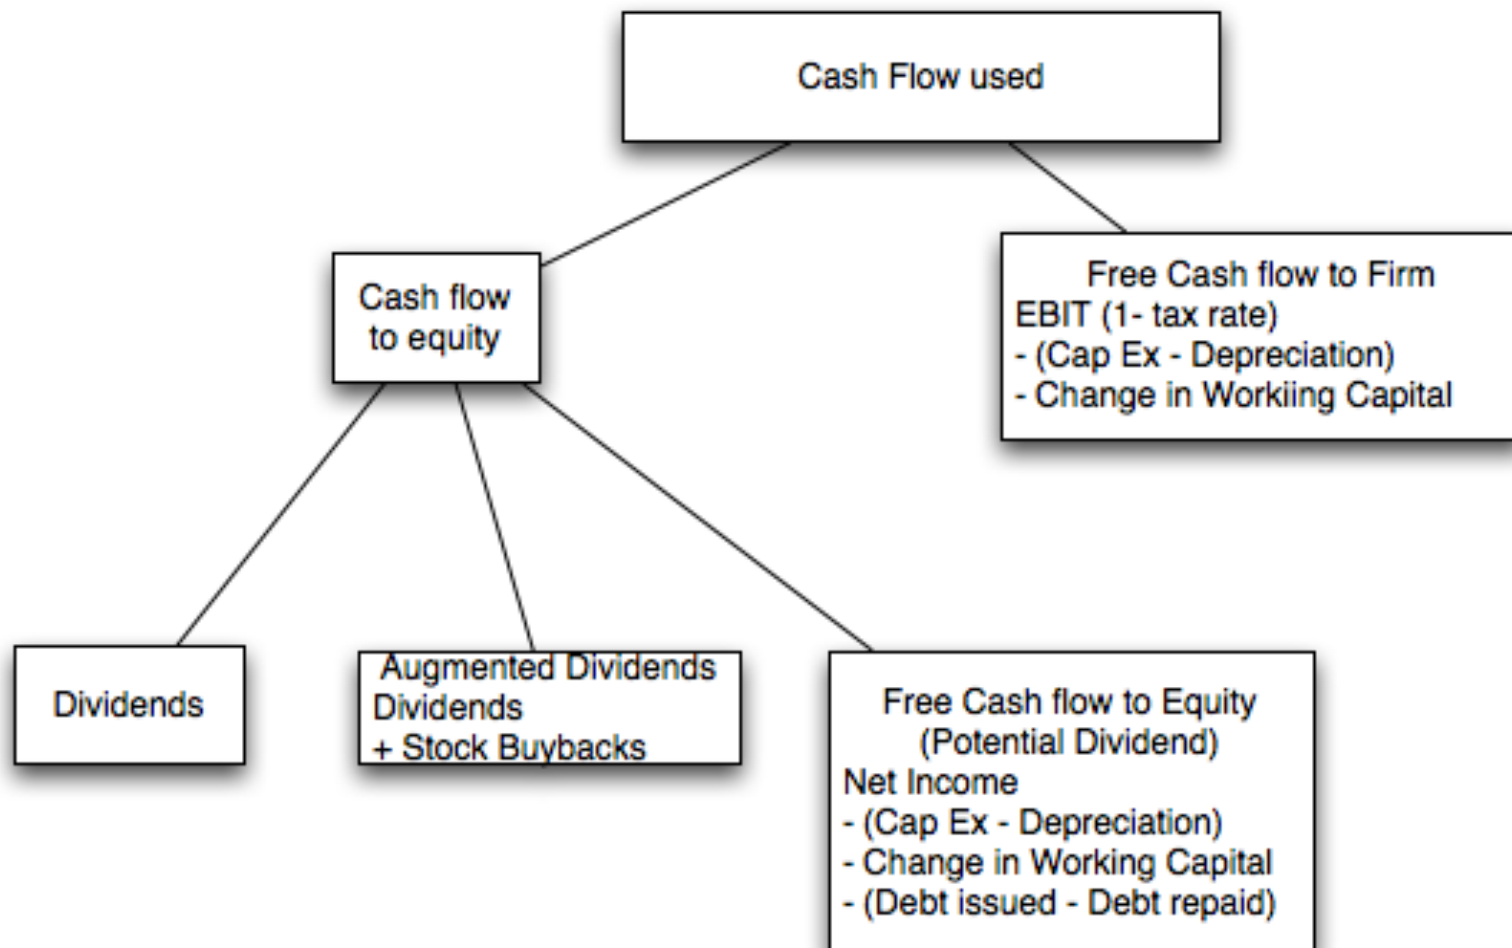 Cash Flow used
Cash flow
to equity
Free Cash flow to Firm
EBIT (1- tax rate)
- (Cap Ex - Depreciation)
- Change in Workiing Capital
Dividends
Augmented Dividends
Dividends
+ Stock Buybacks
Free Cash flow to Equity
(Potential Dividend)
Net Income
- (Cap Ex - Depreciation)
- Change in Working Capital
- (Debt issued - Debt repaid)